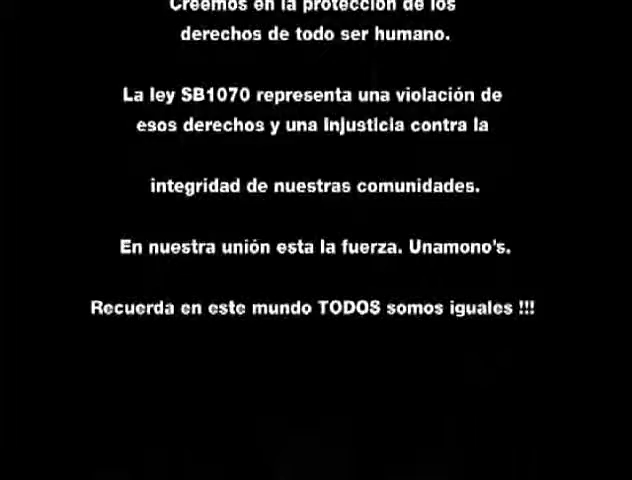 Creemos en la protección de los
derechos de todo ser humano.
La ley SB1070 representa una violación de
esos derechos y una Injusticia contra la
integridad de nuestras comunidades.
En nuestra unión esta la fuerza. Unamono's.
Recuerda en este mundo TODOS somos iguales !!!